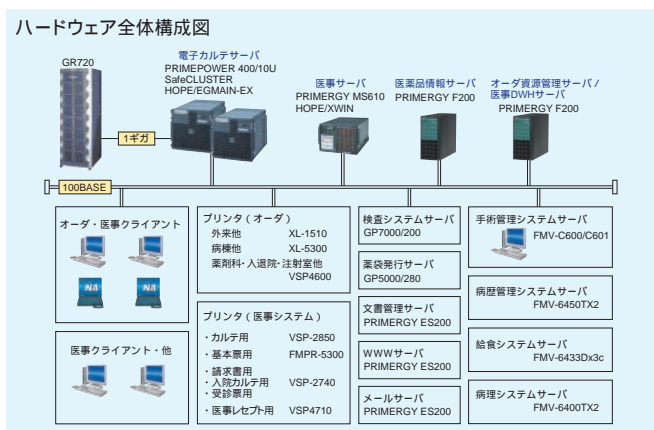 ハードウェア全体構成図
GR720
電子カルテサーバ
PRIMEPOWER 400/10U
SafeCLUSTER
HOPE/EGMAIN-EX
医事サーバ
PRIMERGY MS610
HOPE/XWIN
医薬品情報サーバ
PRIMERGY F200
オーダ資源管理サーバ/
医事DWHサーバ
PRIMERGY F200
1ギガ
100BASE
オーダ・医事クライアント
医事クライアント・他
プリンタ(オーダ)
外来他 XL-1510
病棟他 XL-5300
薬剤科・入退院・注射室他
VSP4600
プリンタ(医事システム)
・カルテ用 VSP-2850
・基本票用 FMPR-5300
・請求書用
・入院カルテ用 VSP-2740
・受診票用
・医事レセプト用 VSP4710
検査システムサーバ
GP7000/200
薬袋発行サーバ
GP5000/280
文書管理サーバ
PRIMERGY ES200
WWWサーバ
PRIMERGY ES200
メールサーバ
PRIMERGY ES200
手術管理システムサーバ
FMV-C600/C601
病歴管理システムサーバ
FMV-6450TX2
給食システムサーバ
FMV-6433Dx3c
病理システムサーバ
FMV-6400TX2